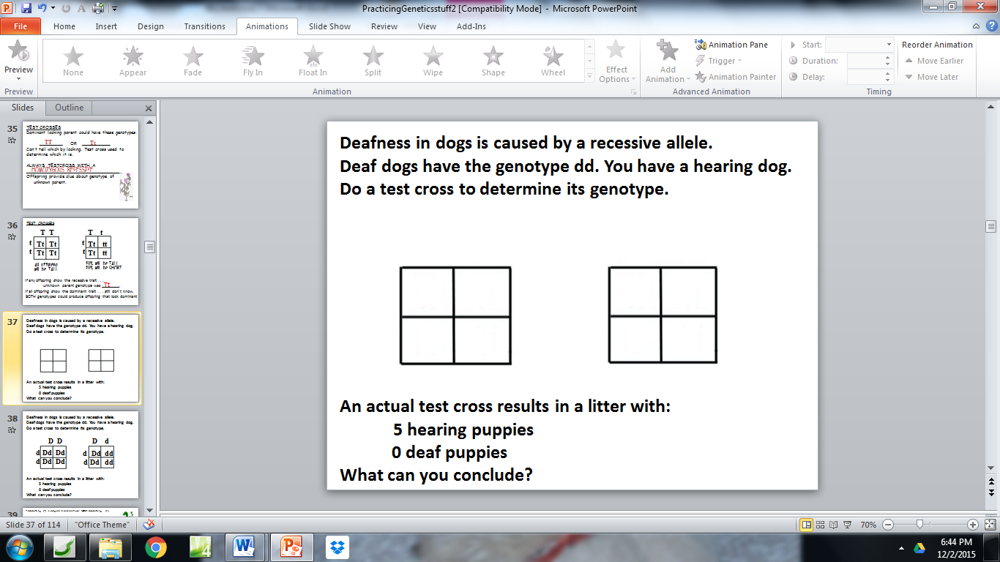 PracticingGeneticsstuff2 [Compatibility Mode] - Microsoft PowerPoint
File Home Insert Design Transitions Animations Slide Show Review View Add-Ins
Preview
None Appear Fade Fly In Float In Split Wipe Shape Wheel
Effect Options
Add Animation
Animation Pane
Trigger
Animation Painter
Start:
Duration:
Delay:
Reorder Animation
Move Earlier
Move Later
Preview Animation Advanced Animation Timing
Slides Outline
35
TEST CROSSES
Dominant looking parent could have these genotypes.
TT OR Tt
Can't tell which by looking. Test cross used to
determine which it is.
ALWAYS TESTCROSS WITH A
HOMOZYGOUS RECESSIVE
Offspring provide clue about genotype of
unknown parent.
36
TEST CROSSES
T T T t
t Tt Tt t Tt tt
t Tt Tt t Tt tt
All offspring
will be TALL
50% will be TALL
50% will be SHORT
If any offspring show the recessive trait . . .
unknown parent genotype was Tt.
If all offspring show the dominant trait . . . still don't know.
BOTH genotypes could produce offspring that look dominant
37
Deafness in dogs is caused by a recessive allele.
Deaf dogs have the genotype dd. You have a hearing dog.
Do a test cross to determine its genotype.
An actual test cross results in a litter with:
5 hearing puppies
0 deaf puppies
What can you conclude?
38
Deafness in dogs is caused by a recessive allele.
Deaf dogs have the genotype dd. You have a hearing dog.
Do a test cross to determine its genotype.
D D D d
d Dd Dd d Dd dd
d Dd Dd d Dd dd
An actual test cross results in a litter with:
5 hearing puppies
0 deaf puppies
What can you conclude?
39
Deafness in dogs is caused by a recessive allele.
Deaf dogs have the genotype dd. You have a hearing dog.
Do a test cross to determine its genotype.
An actual test cross results in a litter with:
5 hearing puppies
0 deaf puppies
What can you conclude?
Slide 37 of 114 "Office Theme" 70%
6:44 PM
12/2/2015